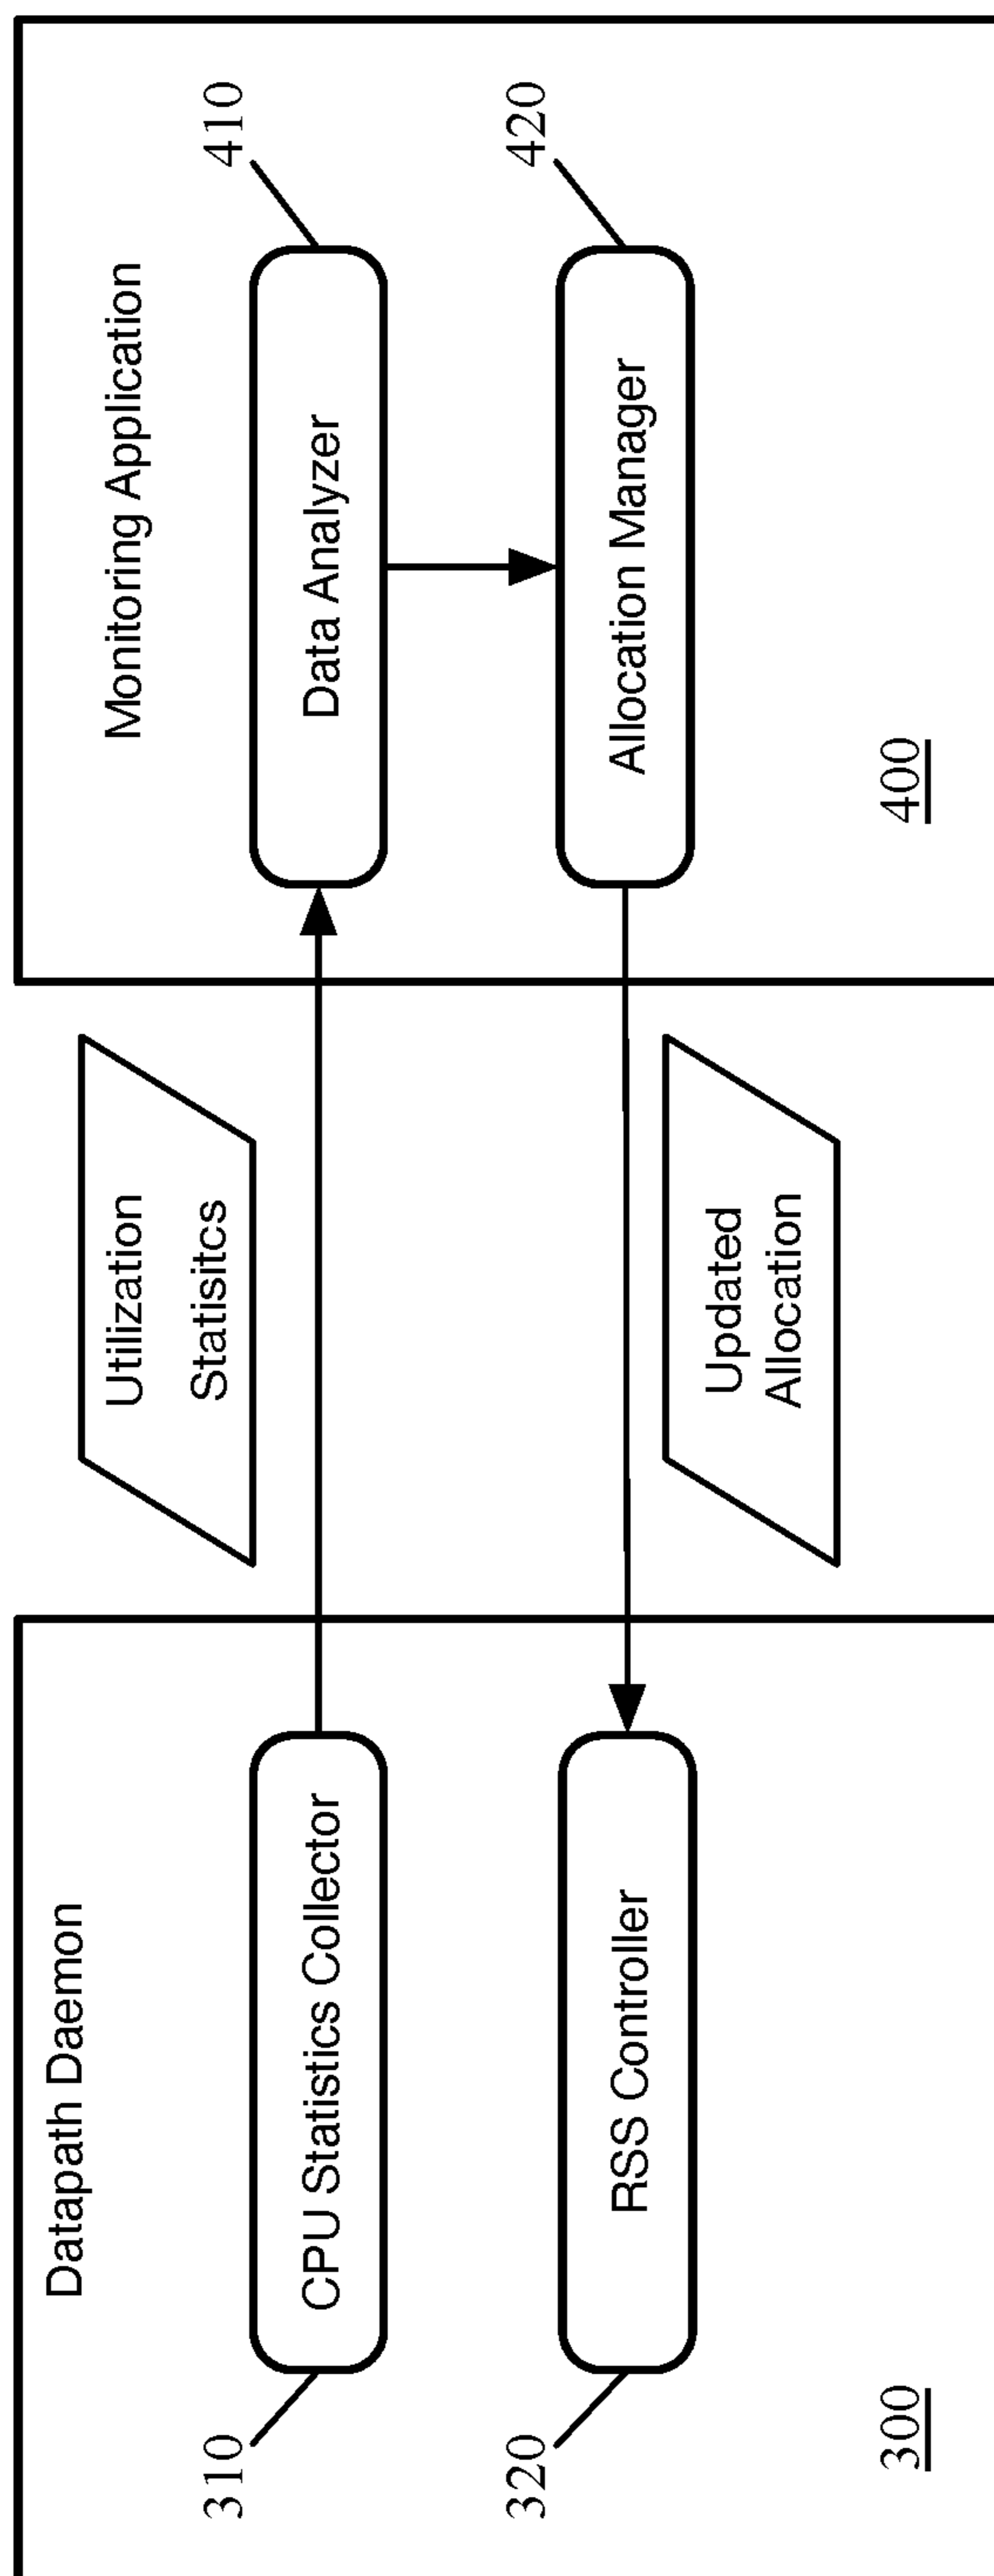 Datapath Daemon
310
CPU Statistics Collector
320
RSS Controller
300
Utilization
Statisitcs
Updated
Allocation
Monitoring Application
410
Data Analyzer
420
Allocation Manager
400